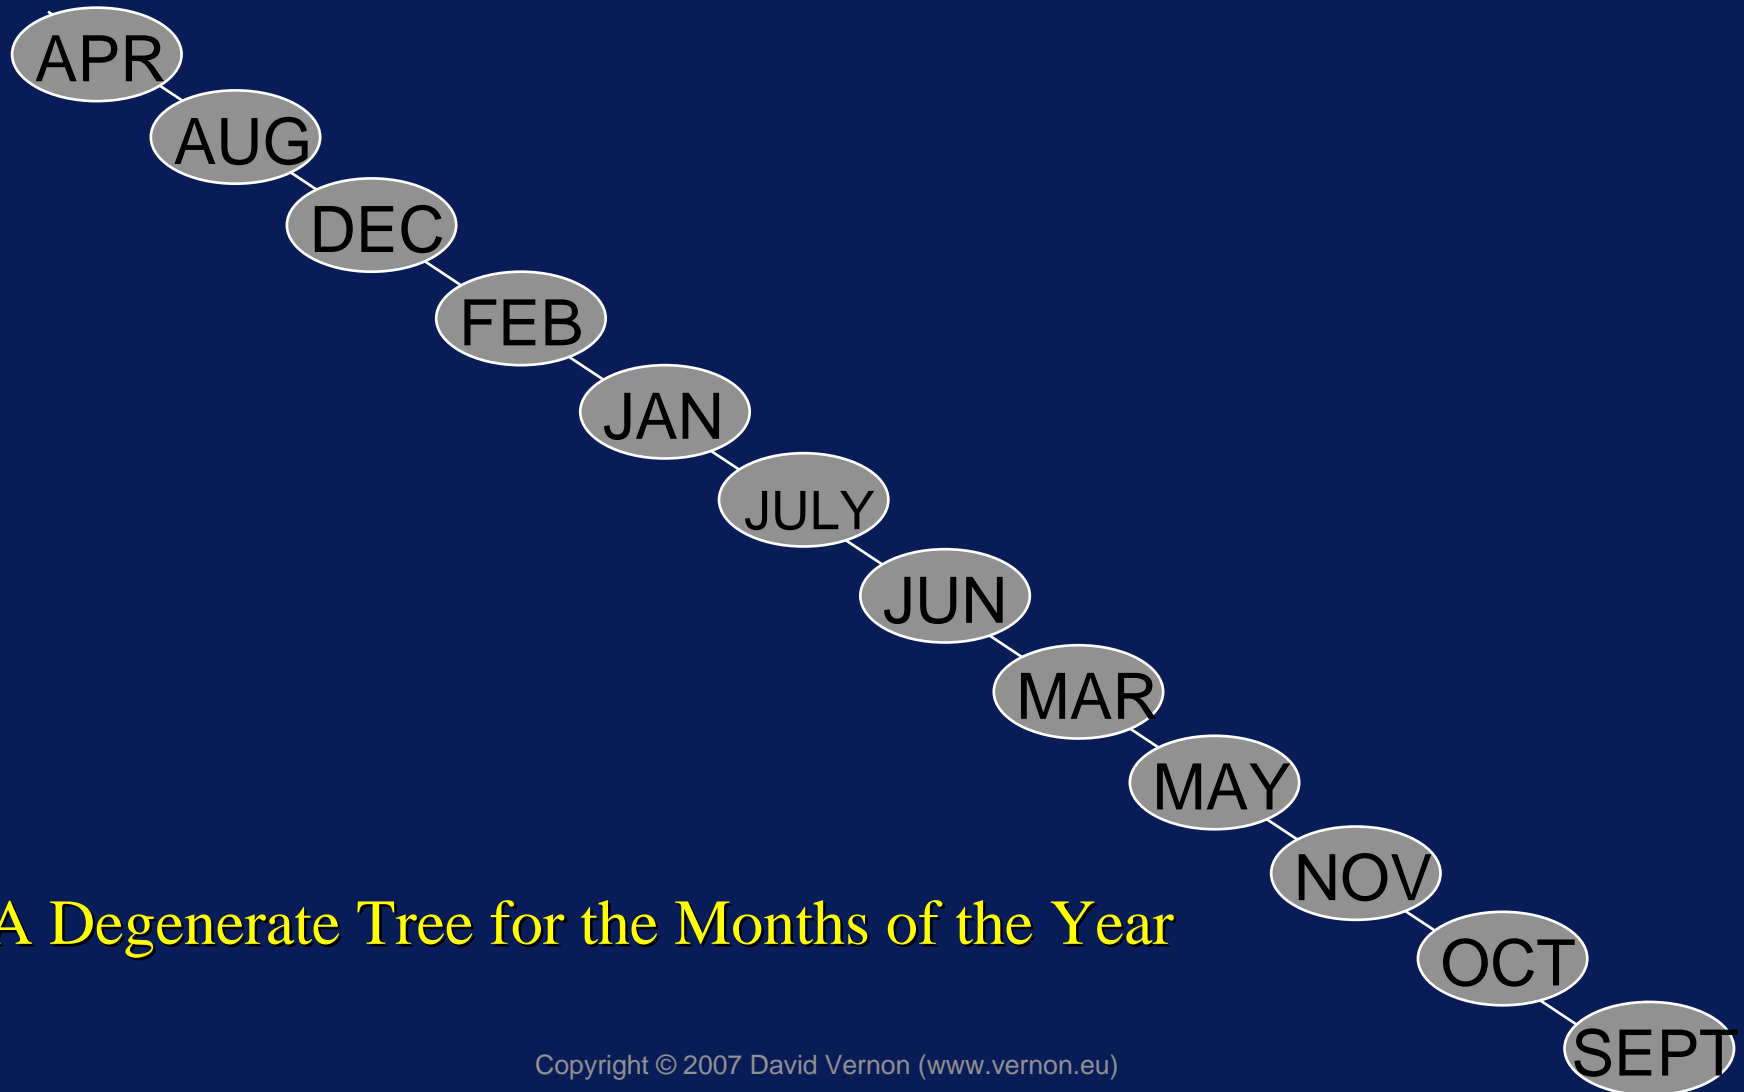 APR
AUG
DEC
FEB
JAN
JULY
JUN
MAR
MAY
NOV
A Degenerate Tree for the Months of the Year
OCT
SEPT
Copyright © 2007 David Vernon (www.vernon.eu)